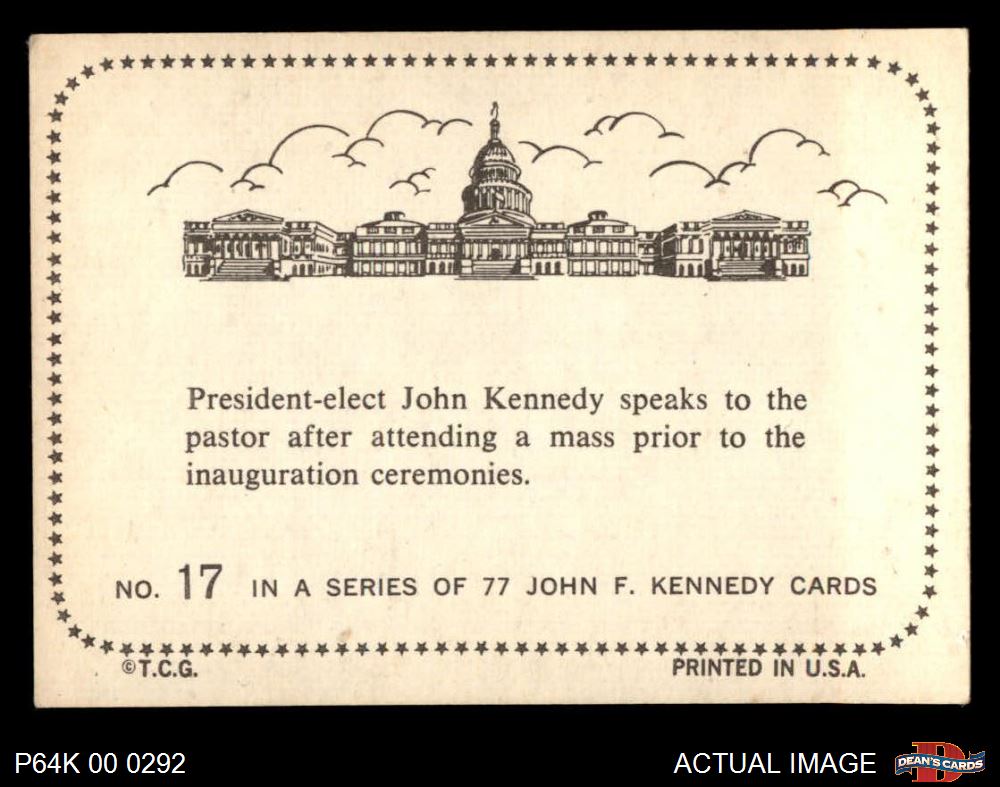 President-elect John Kennedy speaks to the
pastor after attending a mass prior to the
inauguration ceremonies.
NO. 17 IN A SERIES OF 77 JOHN F. KENNEDY CARDS
©T.C.G. PRINTED IN U.S.A.
P64K 00 0292 ACTUAL IMAGE D DEAN'S CARDS